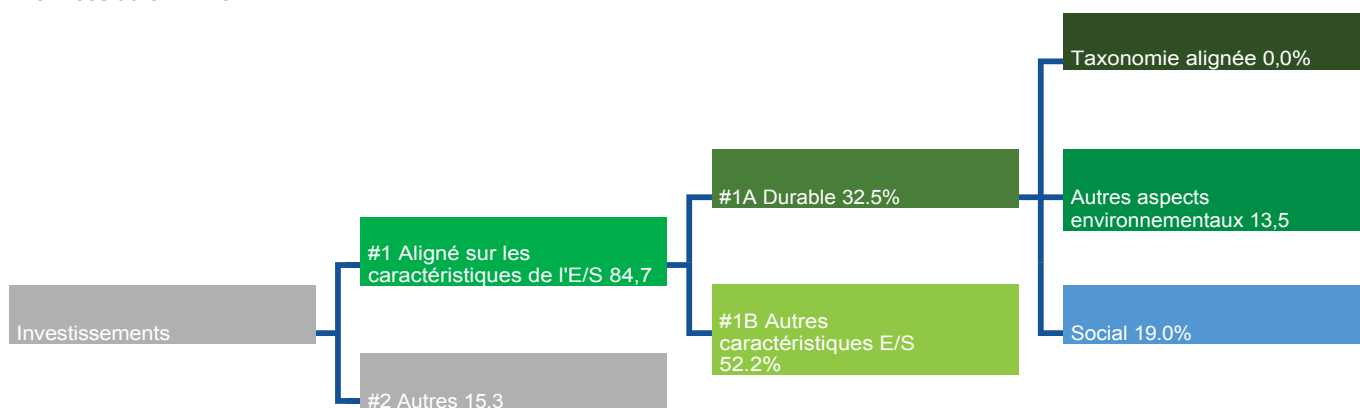 Taxonomie alignée 0,0%
#1A Durable 32.5%
Autres aspects
environnementaux 13,5
#1 Aligné sur les
caractéristiques de l'E/S 84,7
Investissements
#1B Autres
caractéristiques E/S
52.2%
Social 19.0%
#2 Autres 15,3